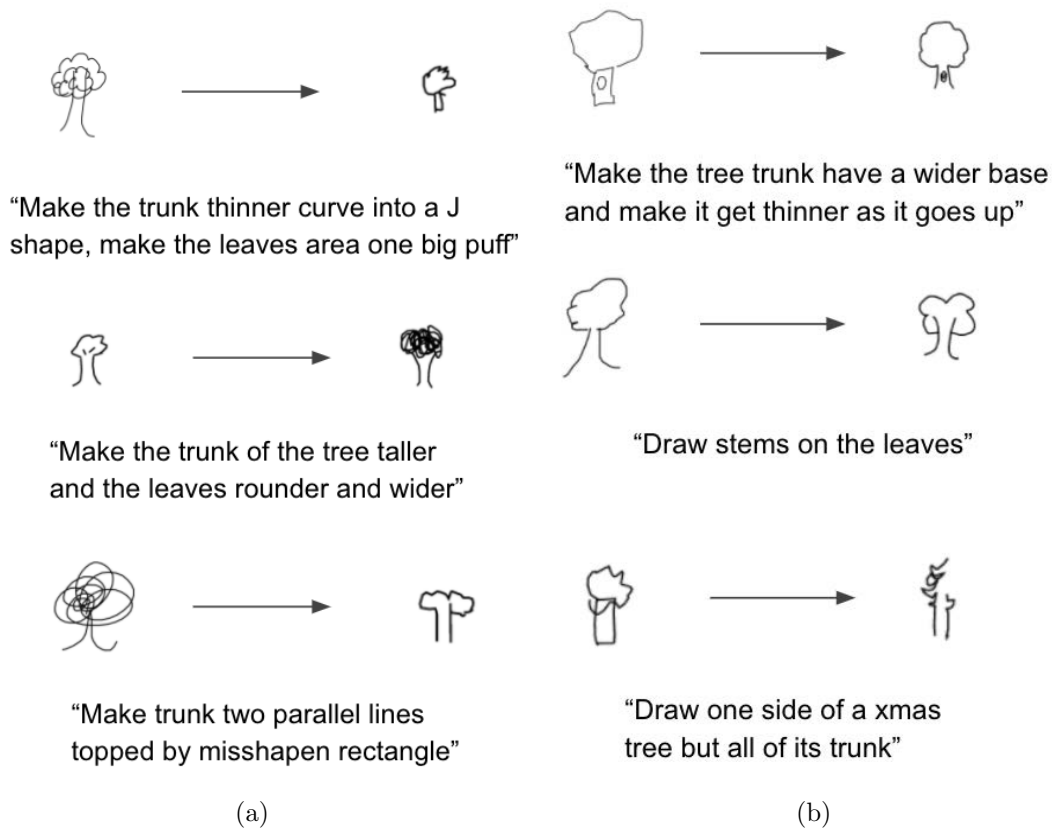 “Make the trunk thinner curve into a J
shape, make the leaves area one big puff”
“Make the trunk of the tree taller
and the leaves rounder and wider”
“Make trunk two parallel lines
topped by misshapen rectangle”
(a)
“Make the tree trunk have a wider base
and make it get thinner as it goes up”
“Draw stems on the leaves”
“Draw one side of a xmas
tree but all of its trunk”
(b)